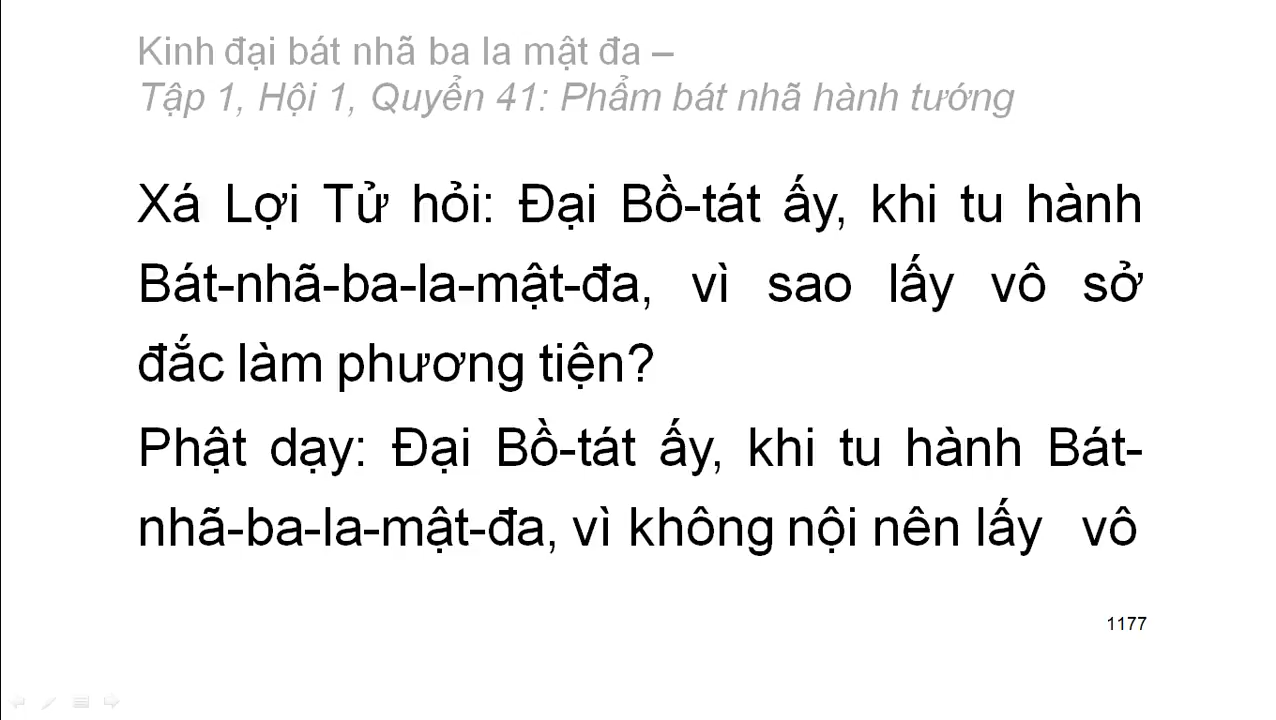 Kinh đại bát nhã ba la mật đa –
Tập 1, Hội 1, Quyển 41: Phẩm bát nhã hành tướng
Xá Lợi Tử hỏi: Đại Bồ-tát ấy, khi tu hành
Bát-nhã-ba-la-mật-đa, vì sao lấy vô sở
đắc làm phương tiện?
Phật dạy: Đại Bồ-tát ấy, khi tu hành Bát-
nhã-ba-la-mật-đa, vì không nội nên lấy vô
1177